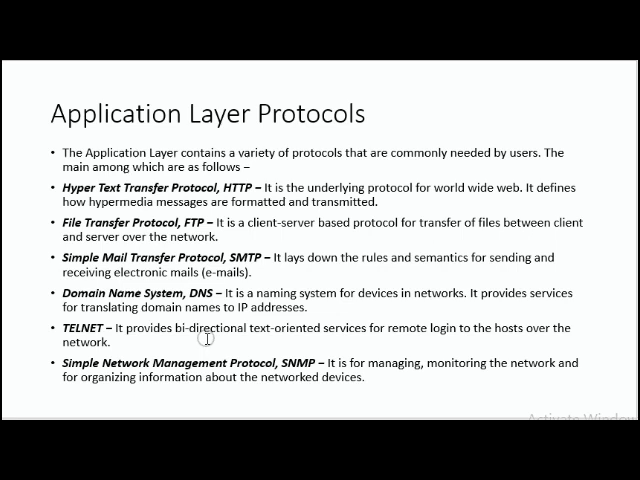 Application Layer Protocols
• The Application Layer contains a variety of protocols that are commonly needed by users. The
main among which are as follows –
• Hyper Text Transfer Protocol, HTTP – It is the underlying protocol for world wide web. It defines
how hypermedia messages are formatted and transmitted.
• File Transfer Protocol, FTP – It is a client-server based protocol for transfer of files between client
and server over the network.
• Simple Mail Transfer Protocol, SMTP – It lays down the rules and semantics for sending and
receiving electronic mails (e-mails).
• Domain Name System, DNS – It is a naming system for devices in networks. It provides services
for translating domain names to IP addresses.
• TELNET – It provides bi-directional text-oriented services for remote login to the hosts over the
network.
• Simple Network Management Protocol, SNMP – It is for managing, monitoring the network and
for organizing information about the networked devices.
Activate Window